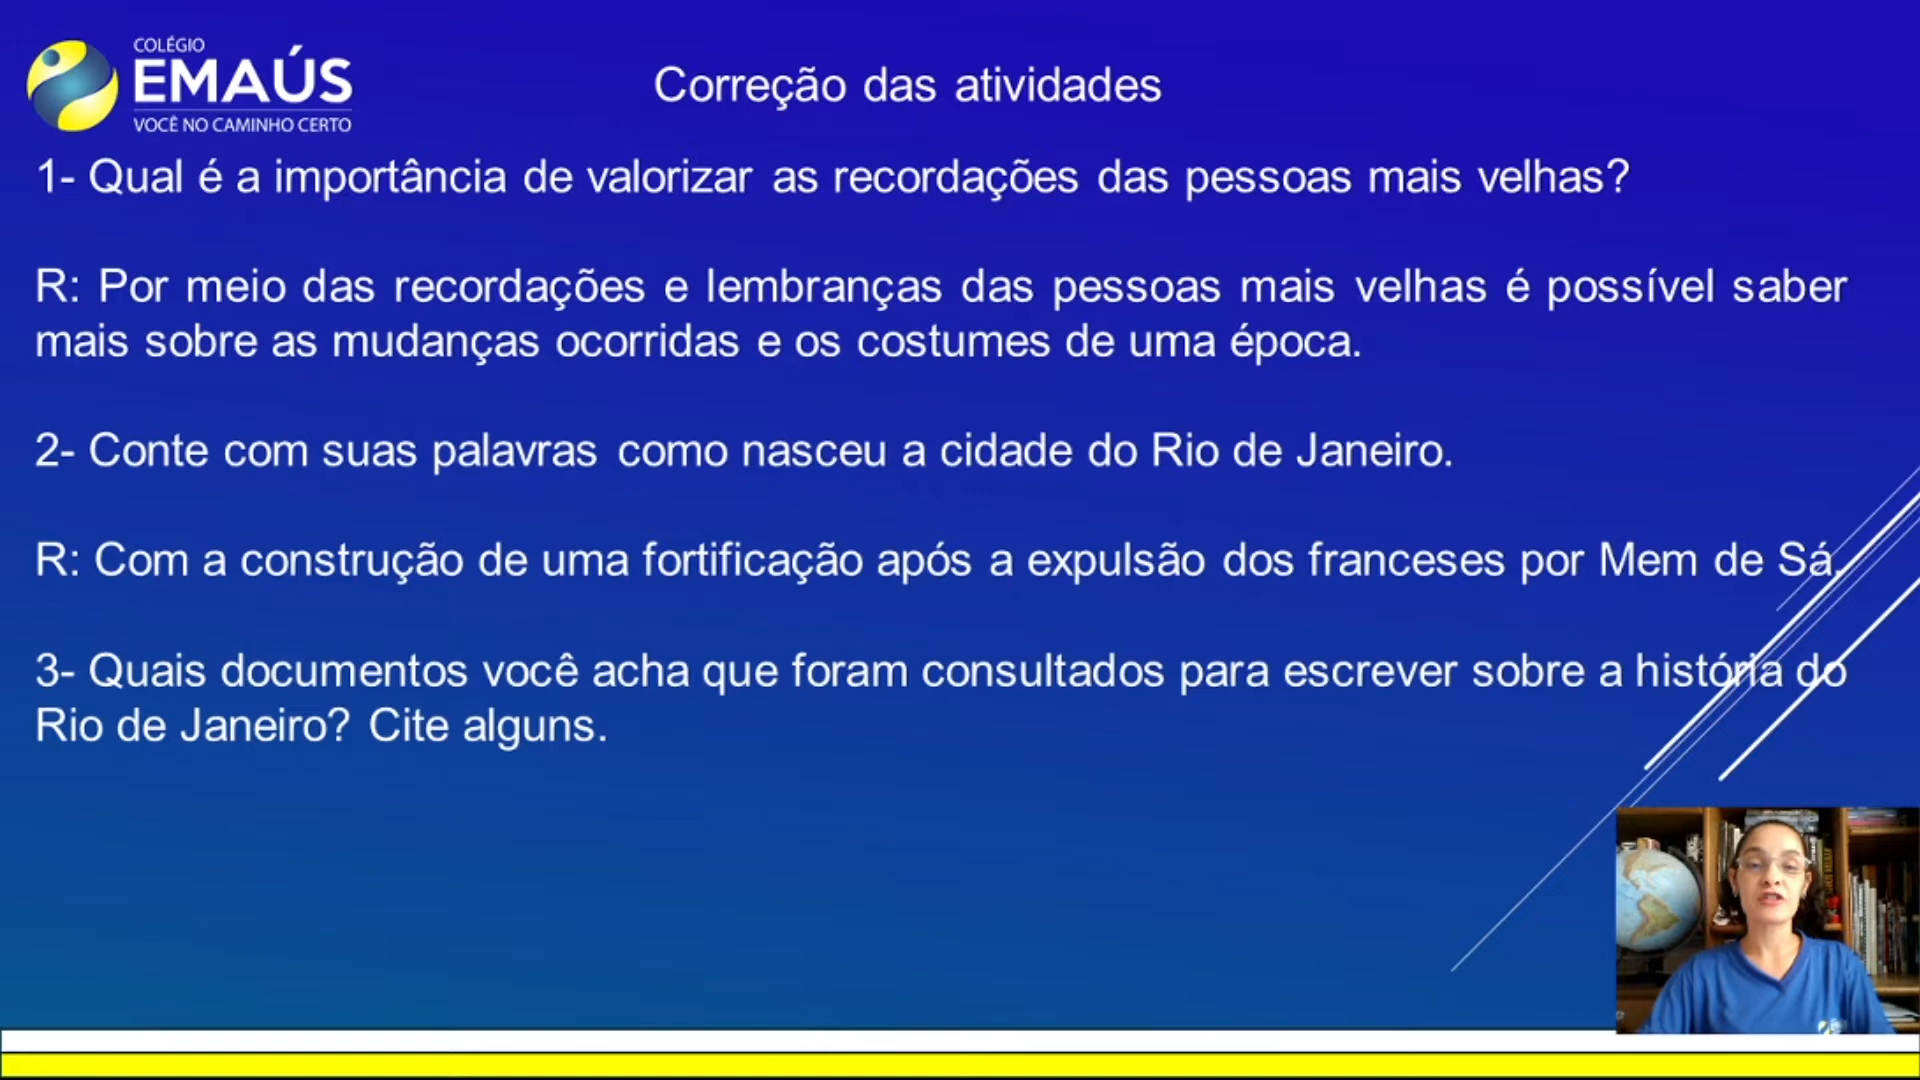 COLÉGIO
EMAÚS
VOCÊ NO CAMINHO CERTO
Correção das atividades
1- Qual é a importância de valorizar as recordações das pessoas mais velhas?
R: Por meio das recordações e lembranças das pessoas mais velhas é possível saber
mais sobre as mudanças ocorridas e os costumes de uma época.
2- Conte com suas palavras como nasceu a cidade do Rio de Janeiro.
R: Com a construção de uma fortificação após a expulsão dos franceses por Mem de Sá.
3- Quais documentos você acha que foram consultados para escrever sobre a história do
Rio de Janeiro? Cite alguns.